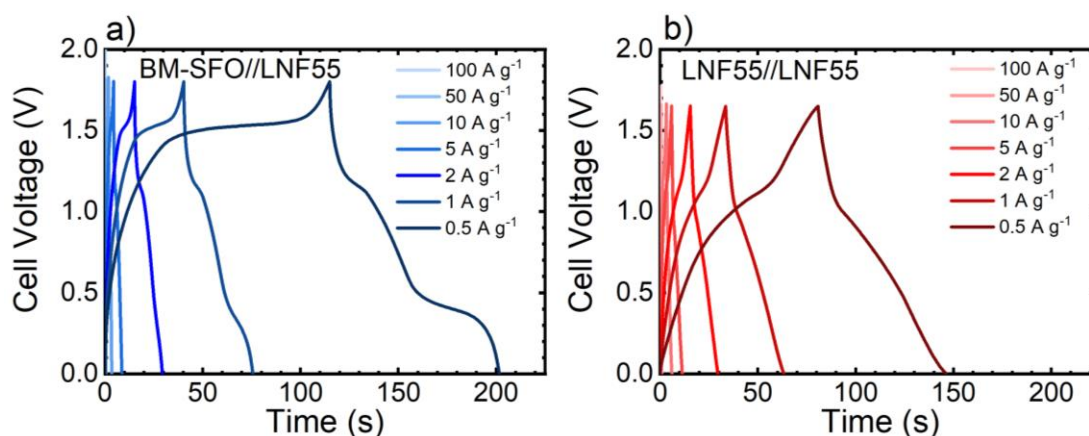 a)
BM-SFO//LNF55
100 A g⁻¹
50 A g⁻¹
10 A g⁻¹
5 A g⁻¹
2 A g⁻¹
1 A g⁻¹
0.5 A g⁻¹
Cell Voltage (V)
2.0
1.5
1.0
0.5
0.0
0 50 100 150 200
Time (s)
b)
LNF55//LNF55
100 A g⁻¹
50 A g⁻¹
10 A g⁻¹
5 A g⁻¹
2 A g⁻¹
1 A g⁻¹
0.5 A g⁻¹
Cell Voltage (V)
2.0
1.5
1.0
0.5
0.0
0 50 100 150 200
Time (s)